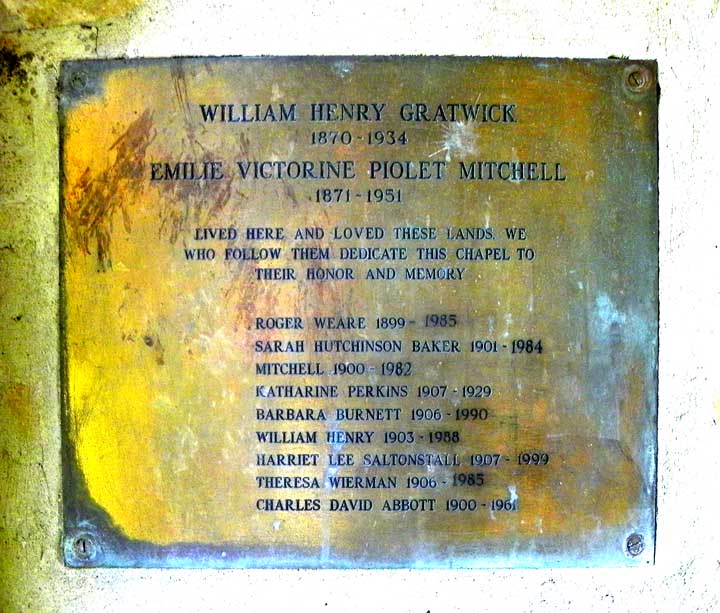 WILLIAM HENRY GRATWICK
1870-1934
EMILIE VICTORINE PIOLET MITCHELL
1871-1951
LIVED HERE AND LOVED THESE LANDS. WE
WHO FOLLOW THEM DEDICATE THIS CHAPEL TO
THEIR HONOR AND MEMORY
ROGER WEARE 1899- 1985
SARAH HUTCHINSON BAKER 1901-1984
MITCHELL 1900-1982
KATHARINE PERKINS 1907-1929
BARBARA BURNETT 1906-1990
WILLIAM HENRY 1903-1988
HARRIET LEE SALTONSTALL 1907-1999
THERESA WIERMAN 1906-1985
CHARLES DAVID ABBOTT 1900-1961